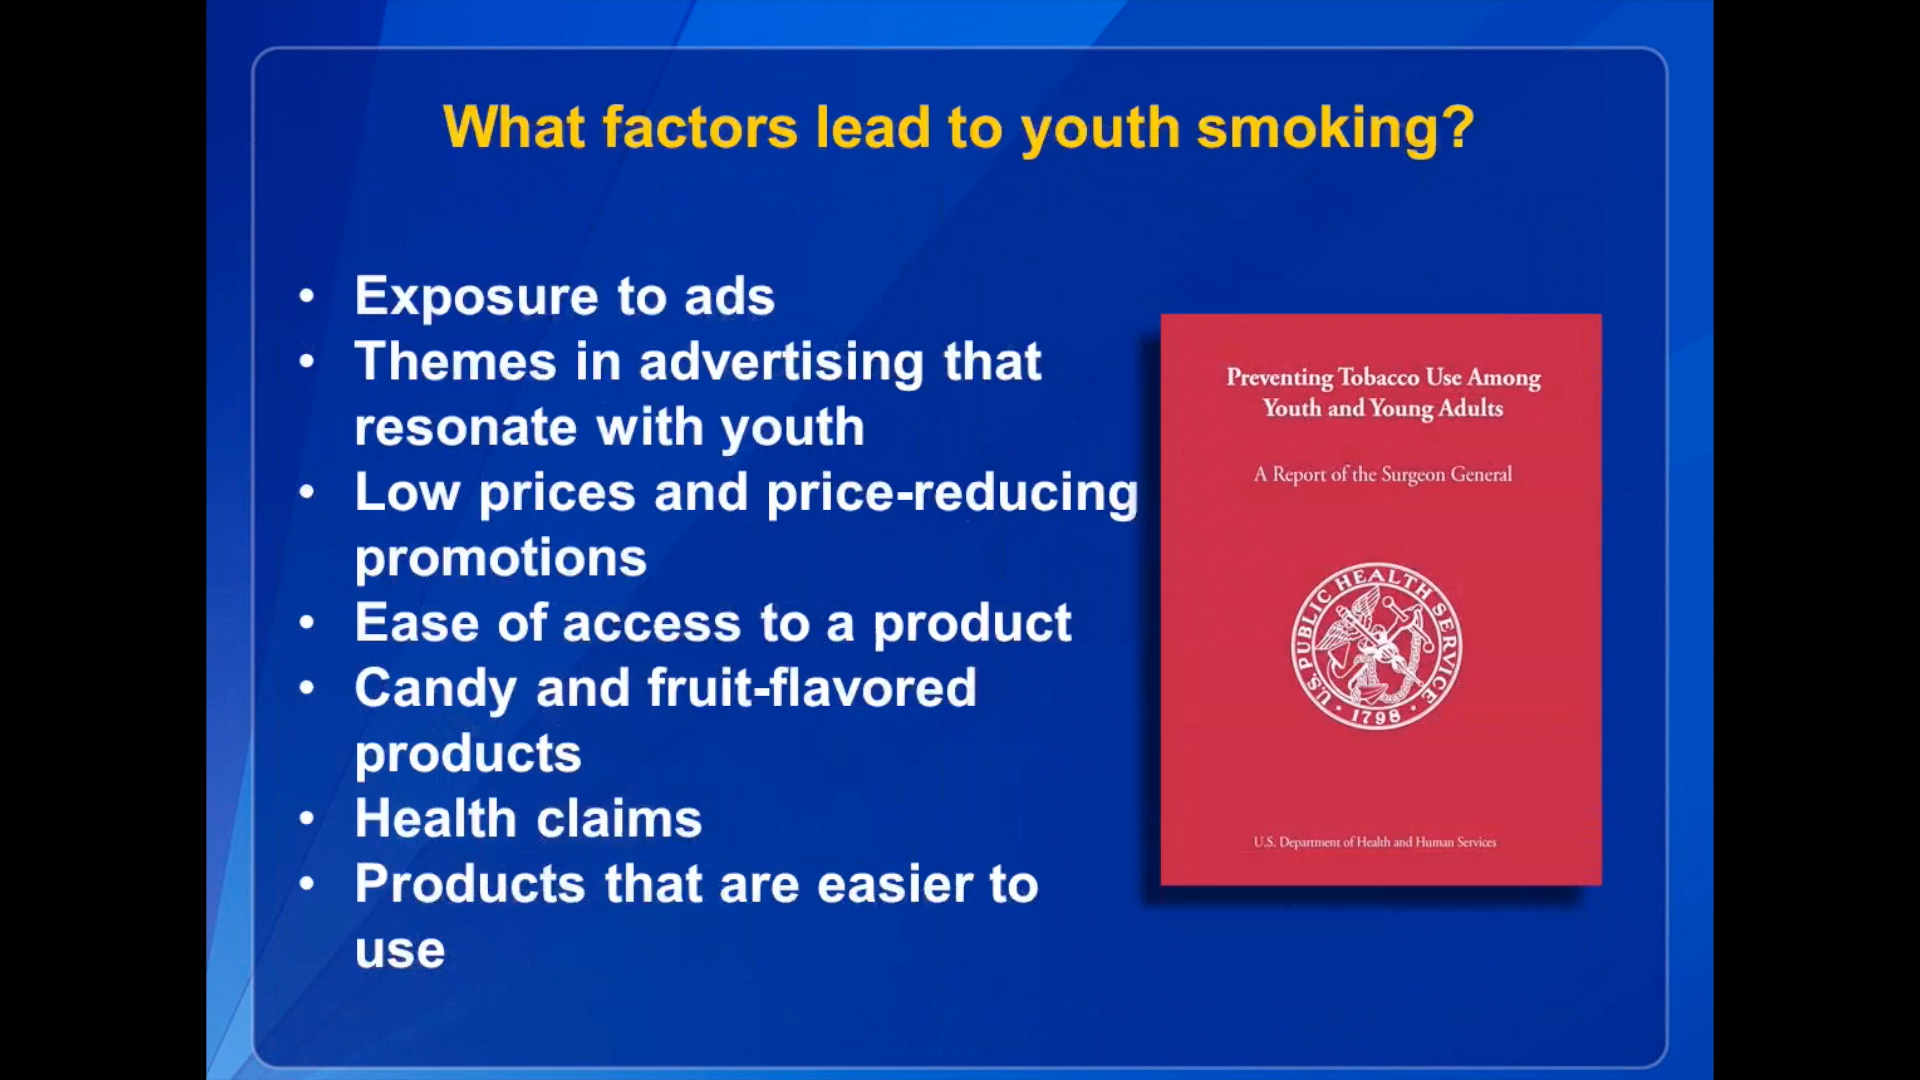 What factors lead to youth smoking?
• Exposure to ads
• Themes in advertising that
resonate with youth
• Low prices and price-reducing
promotions
• Ease of access to a product
• Candy and fruit-flavored
products
• Health claims
• Products that are easier to
use
Preventing Tobacco Use Among
Youth and Young Adults
A Report of the Surgeon General
U.S. PUBLIC HEALTH SERVICE
1798
U.S. Department of Health and Human Services